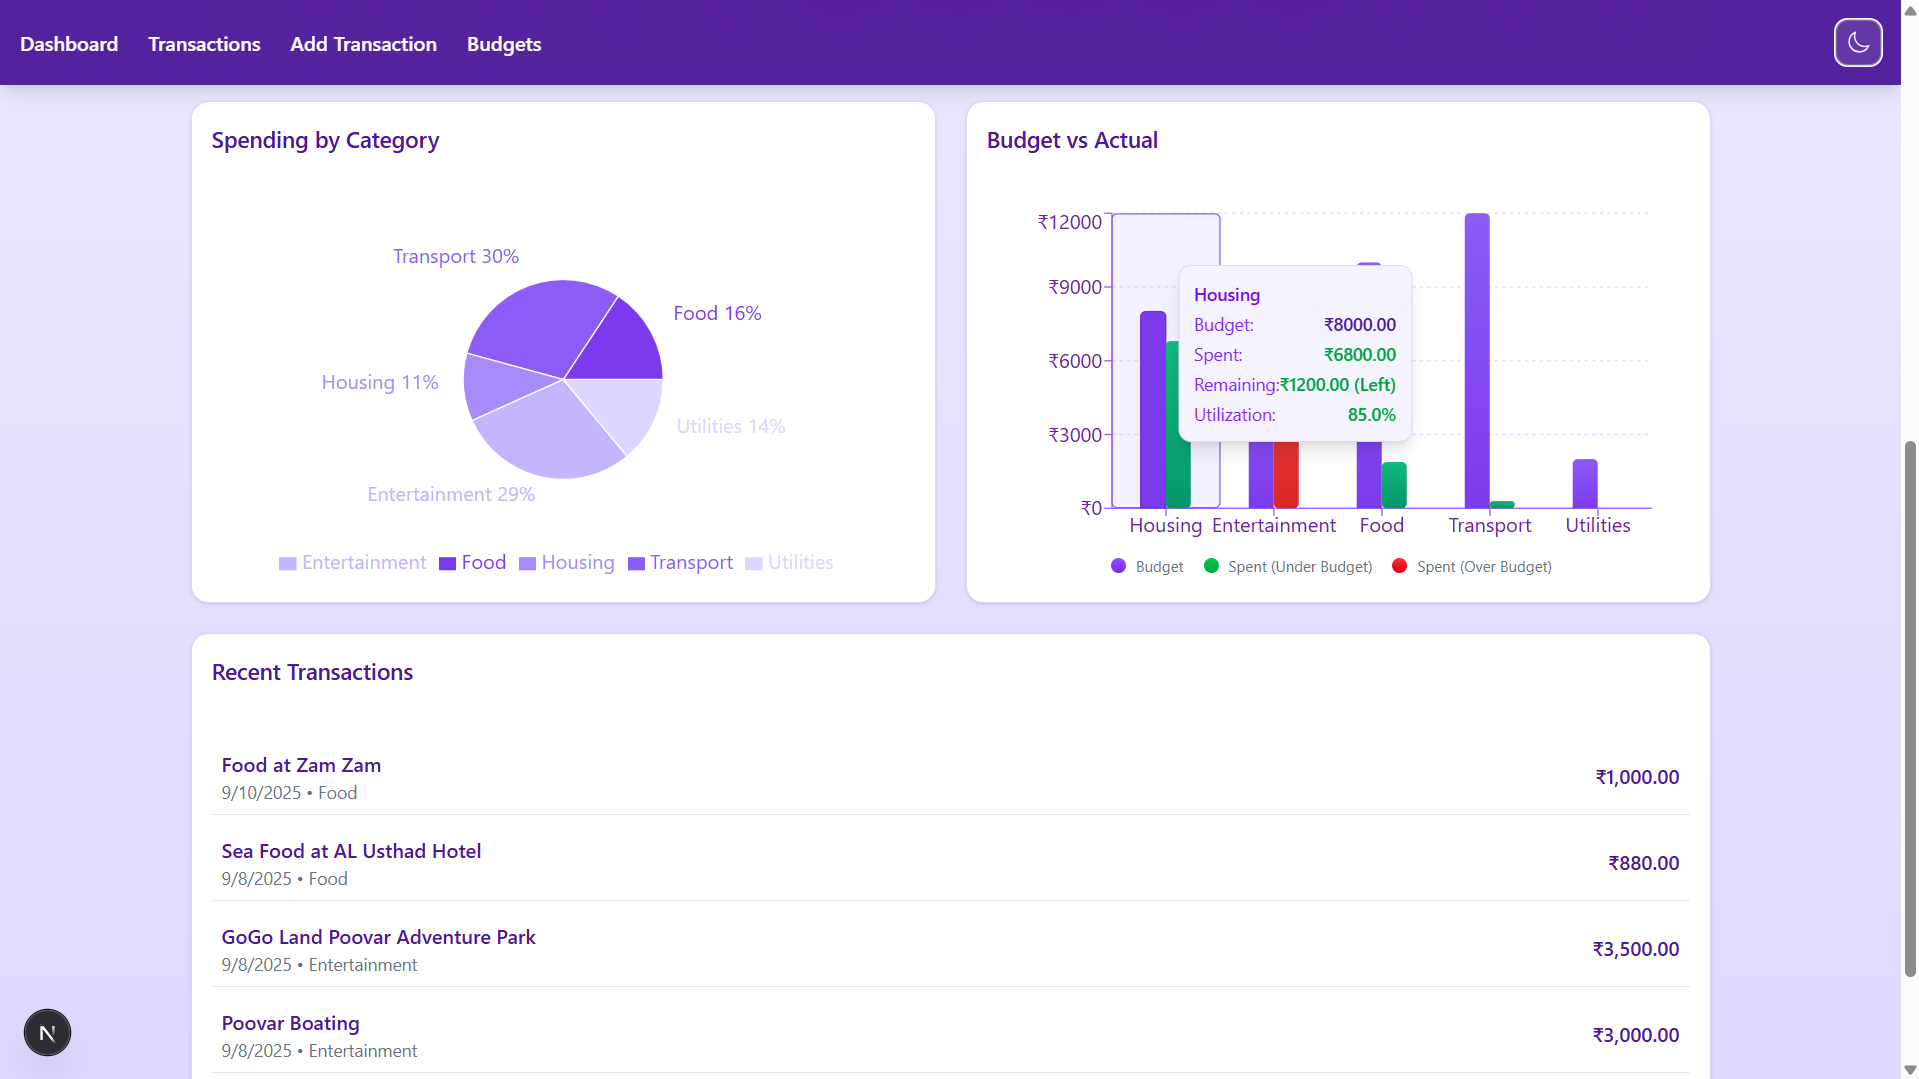 Dashboard Transactions Add Transaction Budgets
Spending by Category
Transport 30%
Food 16%
Housing 11%
Utilities 14%
Entertainment 29%
Entertainment Food Housing Transport Utilities
Budget vs Actual
₹12000
₹9000
₹6000
₹3000
₹0
Housing
Budget: ₹8000.00
Spent: ₹6800.00
Remaining:₹1200.00 (Left)
Utilization: 85.0%
Housing Entertainment Food Transport Utilities
Budget Spent (Under Budget) Spent (Over Budget)
Recent Transactions
Food at Zam Zam
9/10/2025 • Food
₹1,000.00
Sea Food at AL Usthad Hotel
9/8/2025 • Food
₹880.00
GoGo Land Poovar Adventure Park
9/8/2025 • Entertainment
₹3,500.00
Poovar Boating
9/8/2025 • Entertainment
₹3,000.00
N